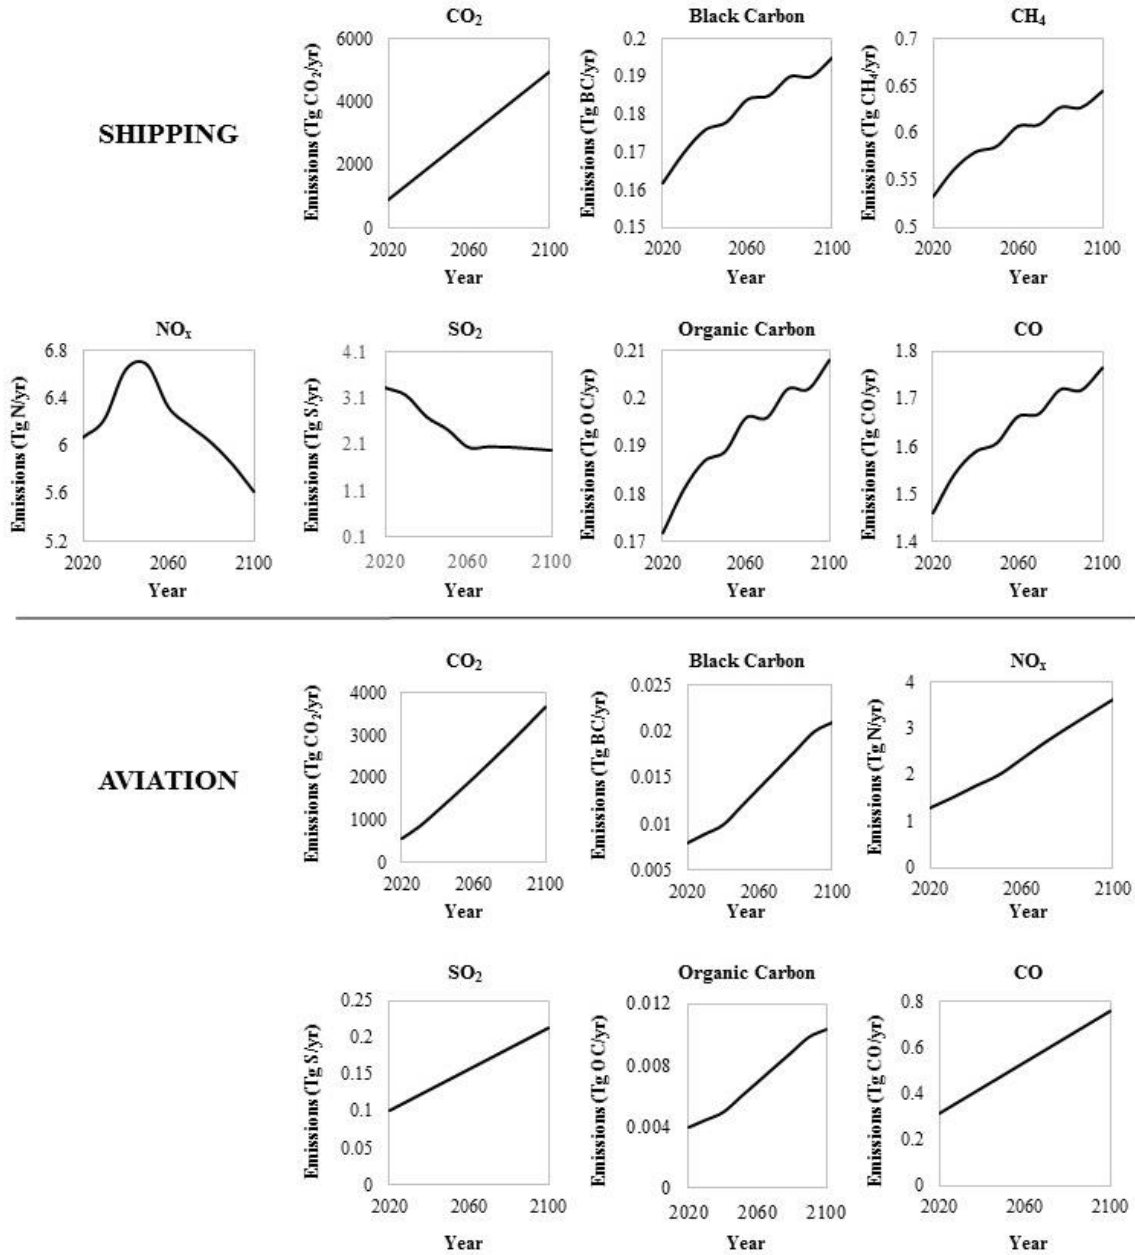 SHIPPING
CO₂
Emissions (Tg CO₂/yr)
6000
4000
2000
0
2020 2060 2100
Year
Black Carbon
Emissions (Tg BC/yr)
0.2
0.19
0.18
0.17
0.16
0.15
2020 2060 2100
Year
CH₄
Emissions (Tg CH₄/yr)
0.7
0.65
0.6
0.55
0.5
2020 2060 2100
Year
NOₓ
Emissions (Tg N/yr)
6.8
6.4
6
5.6
5.2
2020 2060 2100
Year
SO₂
Emissions (Tg S/yr)
4.1
3.1
2.1
1.1
0.1
2020 2060 2100
Year
Organic Carbon
Emissions (Tg OC/yr)
0.21
0.2
0.19
0.18
0.17
2020 2060 2100
Year
CO
Emissions (Tg CO/yr)
1.8
1.7
1.6
1.5
1.4
2020 2060 2100
Year
AVIATION
CO₂
Emissions (Tg CO₂/yr)
4000
3000
2000
1000
0
2020 2060 2100
Year
Black Carbon
Emissions (Tg BC/yr)
0.025
0.02
0.015
0.01
0.005
2020 2060 2100
Year
NOₓ
Emissions (Tg N/yr)
4
3
2
1
0
2020 2060 2100
Year
SO₂
Emissions (Tg S/yr)
0.25
0.2
0.15
0.1
0.05
0
2020 2060 2100
Year
Organic Carbon
Emissions (Tg OC/yr)
0.012
0.008
0.004
0
2020 2060 2100
Year
CO
Emissions (Tg CO/yr)
0.8
0.6
0.4
0.2
0
2020 2060 2100
Year